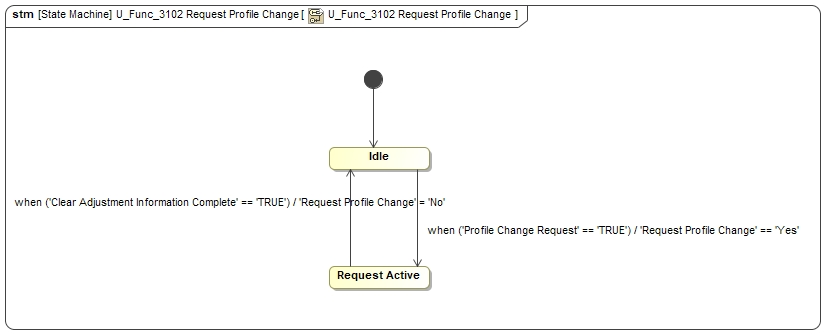 stm [State Machine] U_Func_3102 Request Profile Change [ U_Func_3102 Request Profile Change ]
Idle
when ('Clear Adjustment Information Complete' == 'TRUE') / 'Request Profile Change' = 'No'
when ('Profile Change Request' == 'TRUE') / 'Request Profile Change' == 'Yes'
Request Active